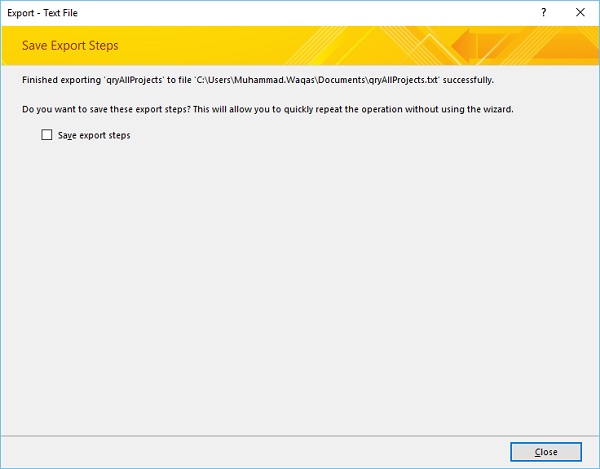 Export - Text File
?
Save Export Steps
Finished exporting 'qryAllProjects' to file 'C:\Users\Muhammad.Waqas\Documents\qryAllProjects.txt' successfully.
Do you want to save these export steps? This will allow you to quickly repeat the operation without using the wizard.
Save export steps
Close